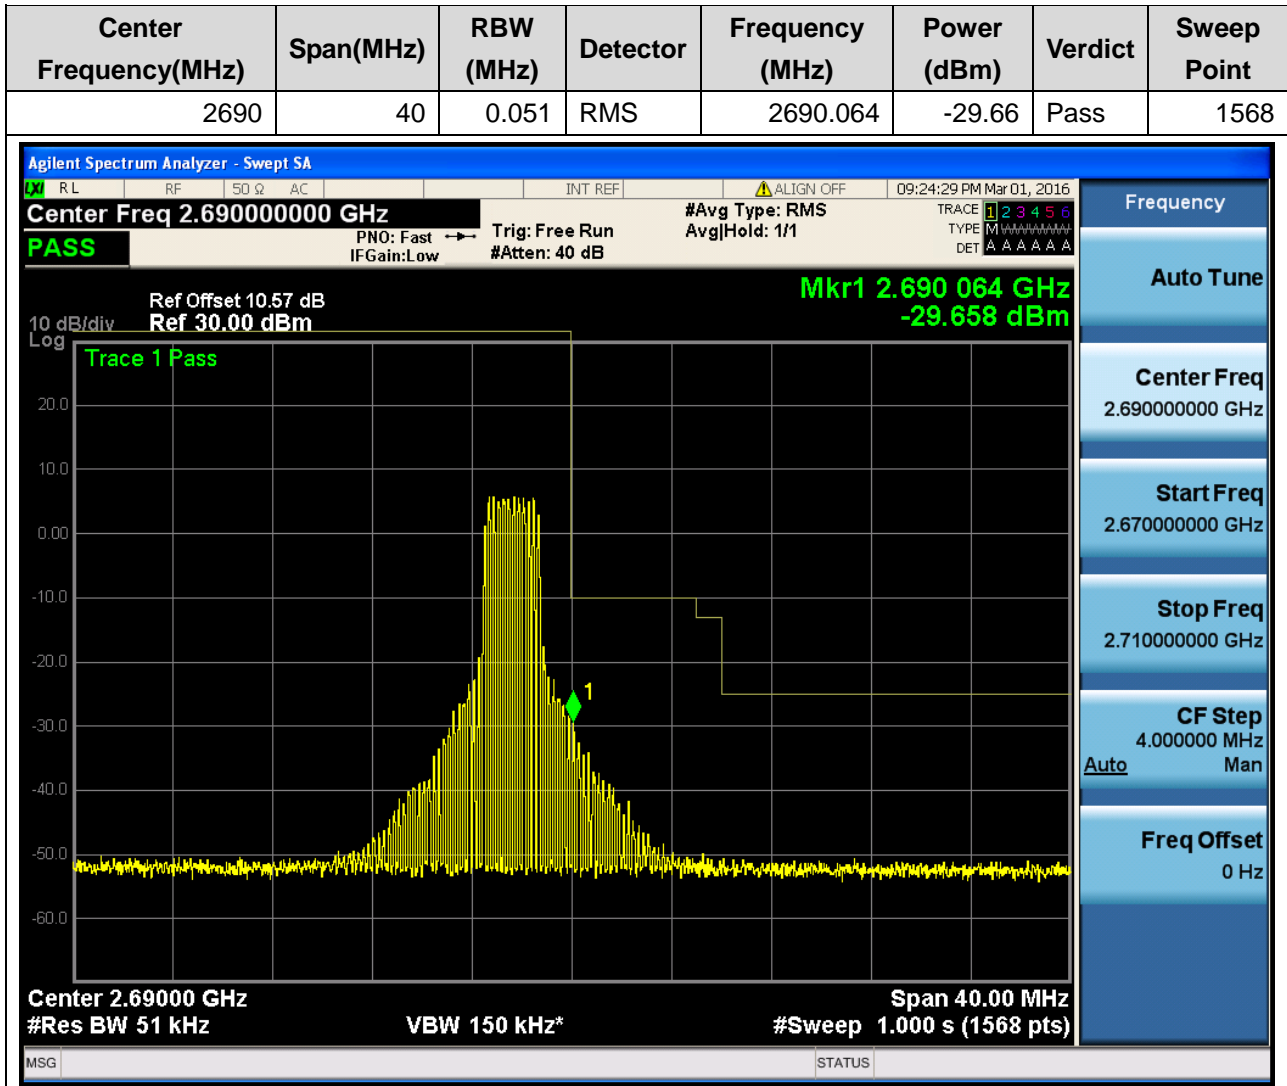 Center Frequency(MHz) Span(MHz) RBW (MHz) Detector Frequency (MHz) Power (dBm) Verdict Sweep Point
2690 40 0.051 RMS 2690.064 -29.66 Pass 1568
Agilent Spectrum Analyzer - Swept SA
LXI RL RF 50 Ω AC INT REF ALIGN OFF 09:24:29 PM Mar 01, 2016
Center Freq 2.690000000 GHz
PASS
PNO: Fast
IFGain:Low
Trig: Free Run
#Atten: 40 dB
#Avg Type: RMS
Avg|Hold: 1/1
TRACE 1 2 3 4 5 6
TYPE M WWWWW
DET A A A A A A
Mkr1 2.690 064 GHz
-29.658 dBm
Ref Offset 10.57 dB
10 dB/div Ref 30.00 dBm
Log
Trace 1 Pass
20.0
10.0
0.00
-10.0
-20.0
1
-30.0
-40.0
-50.0
-60.0
Center 2.69000 GHz Span 40.00 MHz
#Res BW 51 kHz VBW 150 kHz* #Sweep 1.000 s (1568 pts)
MSG STATUS
Frequency
Auto Tune
Center Freq
2.690000000 GHz
Start Freq
2.670000000 GHz
Stop Freq
2.710000000 GHz
CF Step
4.000000 MHz
Auto Man
Freq Offset
0 Hz